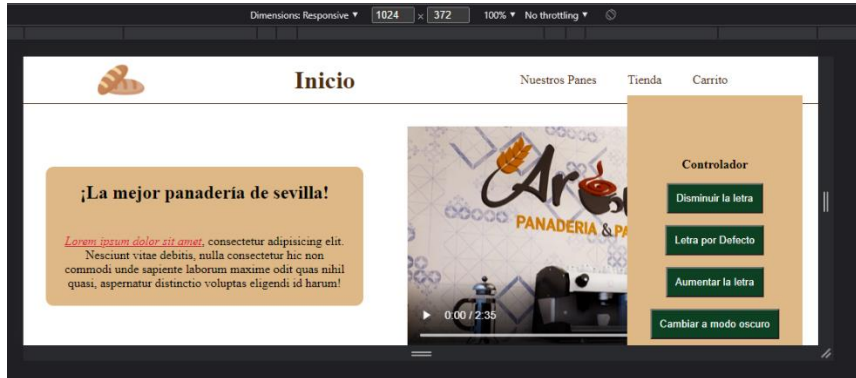 Dimensions: Responsive ▼ 1024 × 372 100% ▼ No throttling ▼
Inicio
Nuestros Panes Tienda Carrito
Controlador
¡La mejor panadería de sevilla!
Disminuir la letra
PANADERIA &
Letra por Defecto
Lorem ipsum dolor sit amet, consectetur adipisicing elit.
Nesciunt vitae debitis, nulla consectetur hic non
commodi unde sapiente laborum maxime odit quas nihil
quasi, aspernatur distinctio voluptas eligendi id harum!
Aumentar la letra
0:00 / 2:35
Cambiar a modo oscuro